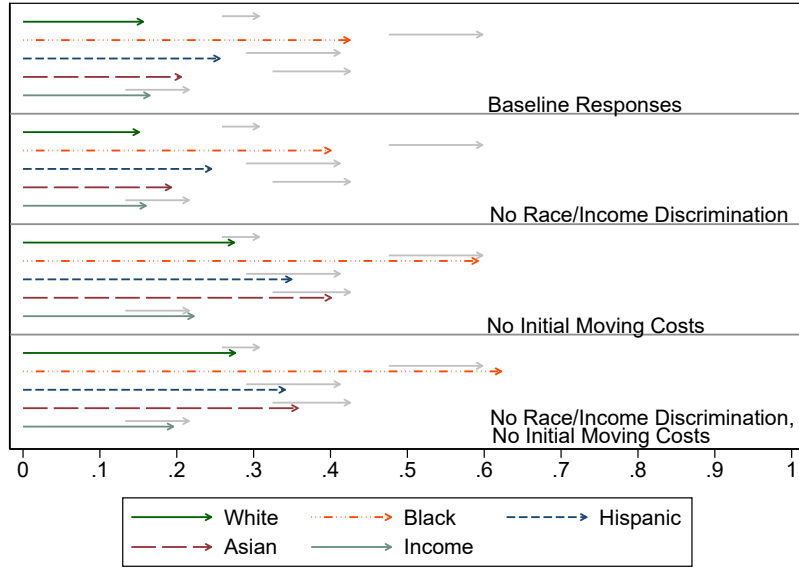 Baseline Responses
No Race/Income Discrimination
No Initial Moving Costs
No Race/Income Discrimination,
No Initial Moving Costs
0 .1 .2 .3 .4 .5 .6 .7 .8 .9 1
White Black Hispanic
Asian Income